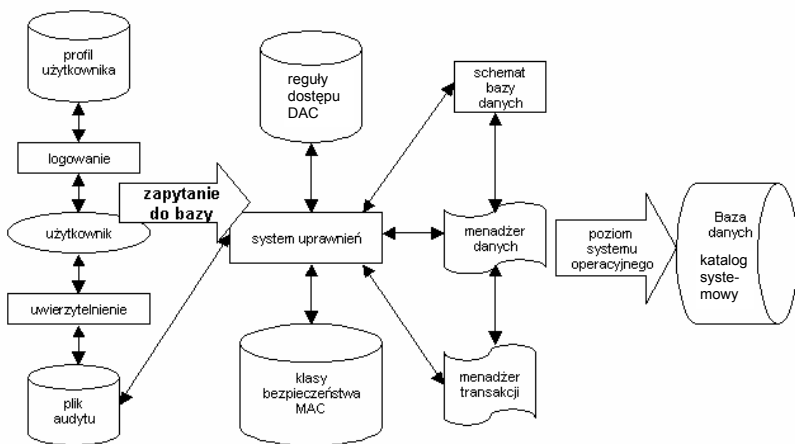 profil
użytkownika
logowanie
użytkownik
uwierzytelnienie
plik
audytu
zapytanie
do bazy
reguły
dostępu
DAC
system uprawnień
klasy
bezpieczeństwa
MAC
schemat
bazy
danych
menadżer
danych
menadżer
transakcji
poziom
systemu
operacyjnego
Baza
danych
katalog
syste-
mowy